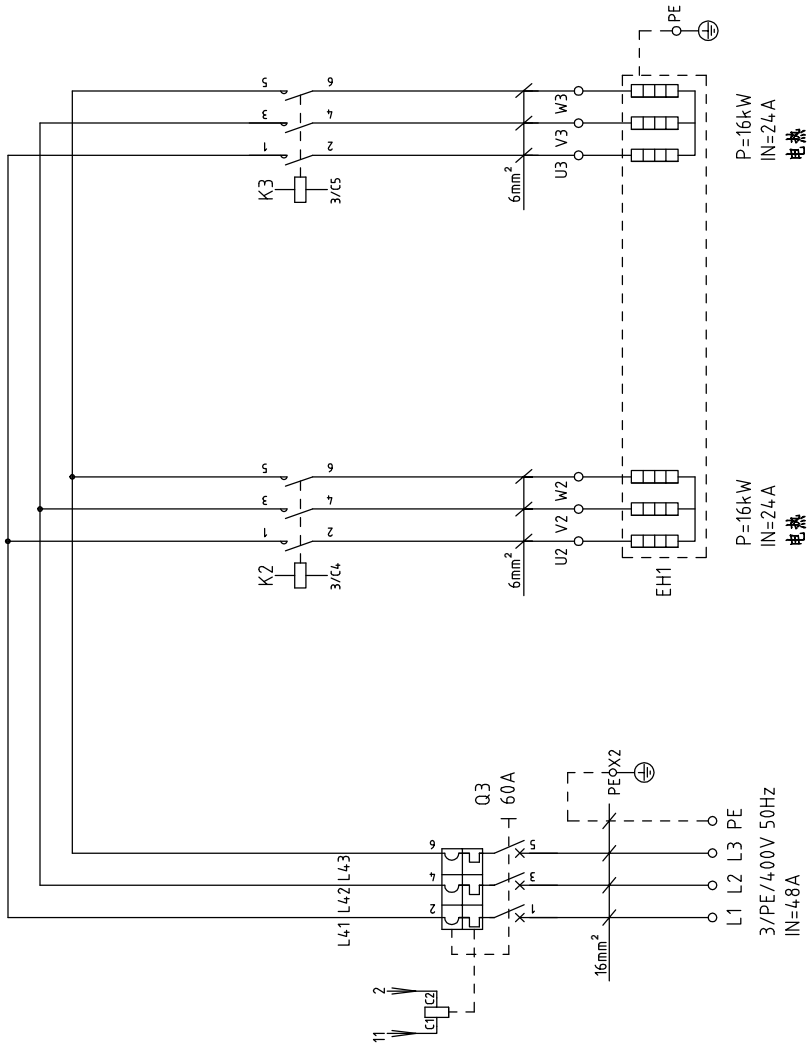 PE
5 3 1
6 4 2
K3
3/C5
6mm²
U3 V3 W3
P=16kW
IN=24A
电热
5 3 1
6 4 2
K2
3/C4
6mm²
U2 V2 W2
EH1
P=16kW
IN=24A
电热
L41 L42 L43
2 4 6
Q3
60A
1 3 5
11 2
C1 C2
16mm²
PE X2
L1 L2 L3 PE
3/PE/400V 50Hz
IN=48A